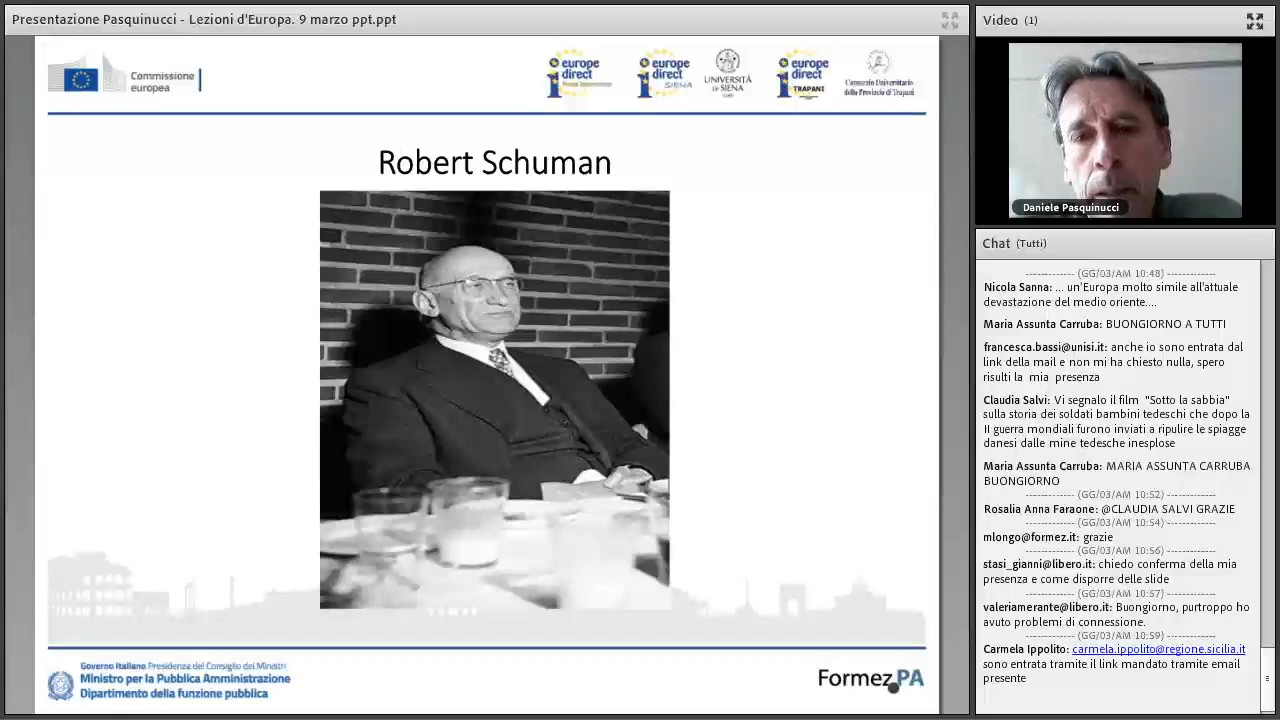 Presentazione Pasquinucci - Lezioni d'Europa. 9 marzo ppt.ppt
Commissione
europea
europe
direct
europe
direct
SIENA
UNIVERSITÀ
DI SIENA
1240
europe
direct
TRAPANI
Consorzio Universitario
della Provincia di Trapani
Robert Schuman
Governo Italiano Presidenza del Consiglio dei Ministri
Ministro per la Pubblica Amministrazione
Dipartimento della funzione pubblica
Formez PA
Video (1)
Daniele Pasquinucci
Chat (Tutti)
------------- (GG/03/AM 10:48) -------------
Nicola Sanna: ... un'Europa molto simile all'attuale
devastazione del medio oriente....
Maria Assunta Carruba: BUONGIORNO A TUTTI
francesca.bassi@unisi.it: anche io sono entrata dal
link della mail e non mi ha chiesto nulla, spero
risulti la mia presenza
Claudia Salvi: Vi segnalo il film "Sotto la sabbia"
sulla storia dei soldati bambini tedeschi che dopo la
II guerra mondiali furono inviati a ripulire le spiagge
danesi dalle mine tedesche inesplose
Maria Assunta Carruba: MARIA ASSUNTA CARRUBA
BUONGIORNO
------------- (GG/03/AM 10:52) -------------
Rosalia Anna Faraone: @CLAUDIA SALVI GRAZIE
------------- (GG/03/AM 10:54) -------------
mlongo@formez.it: grazie
------------- (GG/03/AM 10:56) -------------
stasi_gianni@libero.it: chiedo conferma della mia
presenza e come disporre delle slide
------------- (GG/03/AM 10:57) -------------
valeriamerante@libero.it: Buongiorno, purtroppo ho
avuto problemi di connessione.
------------- (GG/03/AM 10:59) -------------
Carmela Ippolito: carmela.ippolito@regione.sicilia.it
sono entrata tramite il link mandato tramite email
presente